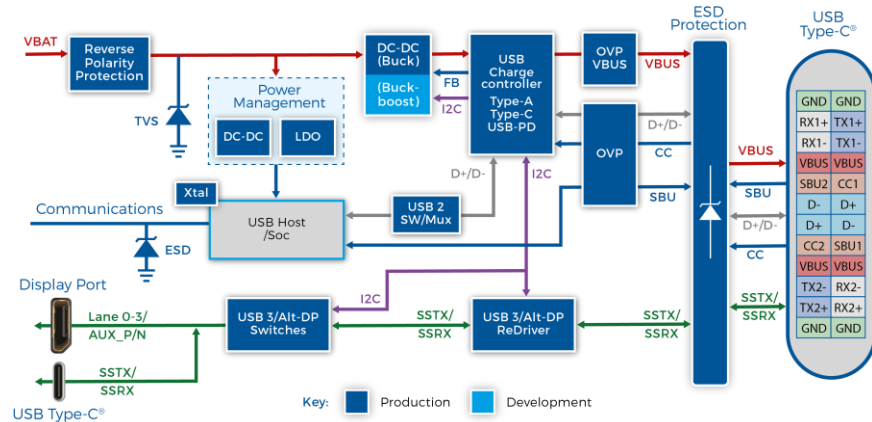 ESD
Protection
USB
Type-C®
VBAT
Reverse
Polarity
Protection
DC-DC
(Buck)
(Buck-
boost)
FB
I2C
USB
Charge
controller
Type-A
Type-C
USB-PD
OVP
VBUS
VBUS
TVS
Power
Management
DC-DC
LDO
OVP
D+/D-
CC
SBU
D+/D-
I2C
Xtal
Communications
USB Host
/Soc
USB 2
SW/Mux
ESD
VBUS
SBU
D+/D-
CC
GND GND
RX1+ TX1+
RX1- TX1-
VBUS VBUS
SBU2 CC1
D- D+
D+ D-
CC2 SBU1
VBUS VBUS
TX2- RX2-
TX2+ RX2+
GND GND
Display Port
Lane 0-3/
AUX_P/N
I2C
USB 3/Alt-DP
Switches
SSTX/
SSRX
USB 3/Alt-DP
ReDriver
SSTX/
SSRX
SSTX/
SSRX
SSTX/
SSRX
USB Type-C®
Key: Production Development